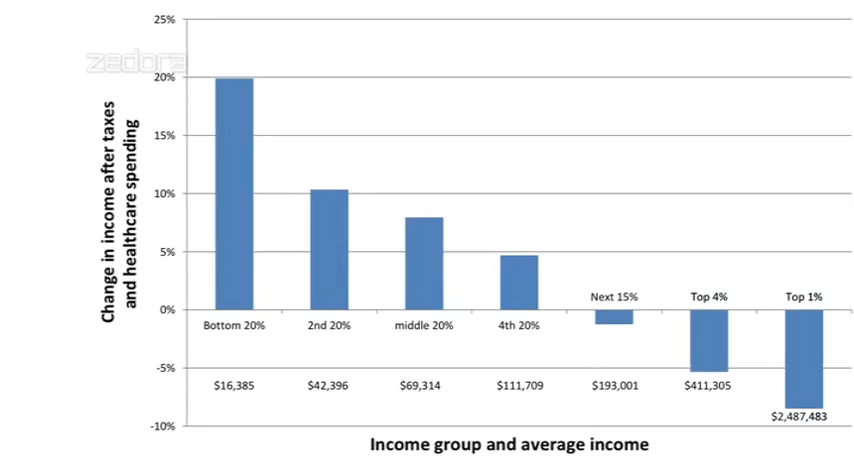 25%
zedora
20%
15%
10%
5%
0%
-5%
-10%
Change in income after taxes
and healthcare spending
Next 15% Top 4% Top 1%
Bottom 20% 2nd 20% middle 20% 4th 20%
$16,385 $42,396 $69,314 $111,709 $193,001 $411,305
$2,487,483
Income group and average income